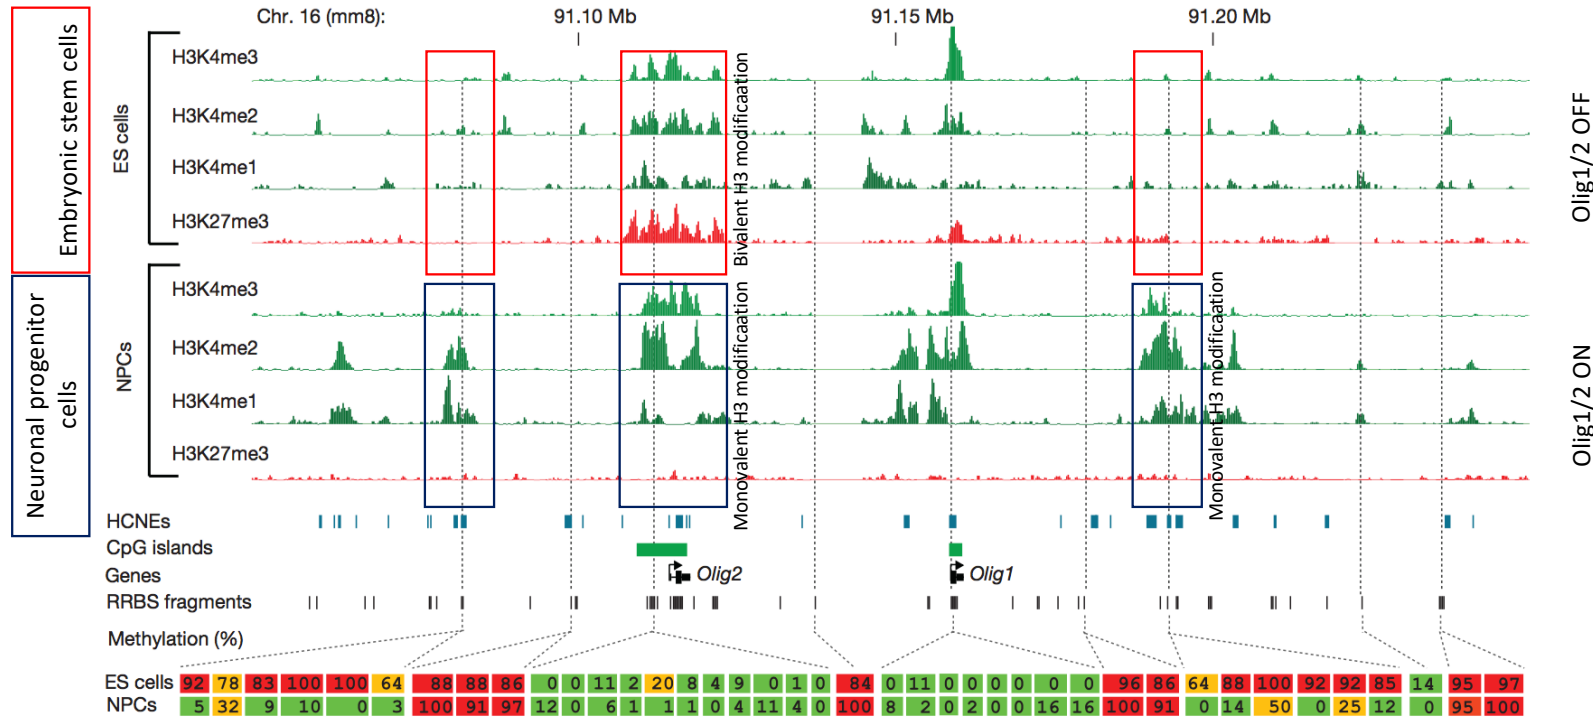 Chr. 16 (mm8): 91.10 Mb 91.15 Mb 91.20 Mb
Embryonic stem cells
ES cells
H3K4me3
H3K4me2
H3K4me1
H3K27me3
Bivalent H3 modificaation
Olig1/2 OFF
Neuronal progenitor
cells
NPCs
H3K4me3
H3K4me2
H3K4me1
H3K27me3
Monovalent H3 modificaation
Monovalent H3 modificaation
Olig1/2 ON
HCNEs
CpG islands
Genes Olig2 Olig1
RRBS fragments
Methylation (%)
ES cells 92 78 83 100 100 64 88 88 86 0 0 11 2 20 8 4 9 0 1 0 84 0 11 0 0 0 0 0 96 86 64 88 100 92 92 85 14 95 97
NPCs 5 32 9 10 0 3 100 91 97 12 0 6 1 1 1 0 4 11 4 0 100 8 2 0 2 0 0 16 16 100 91 0 14 50 0 25 12 0 95 100